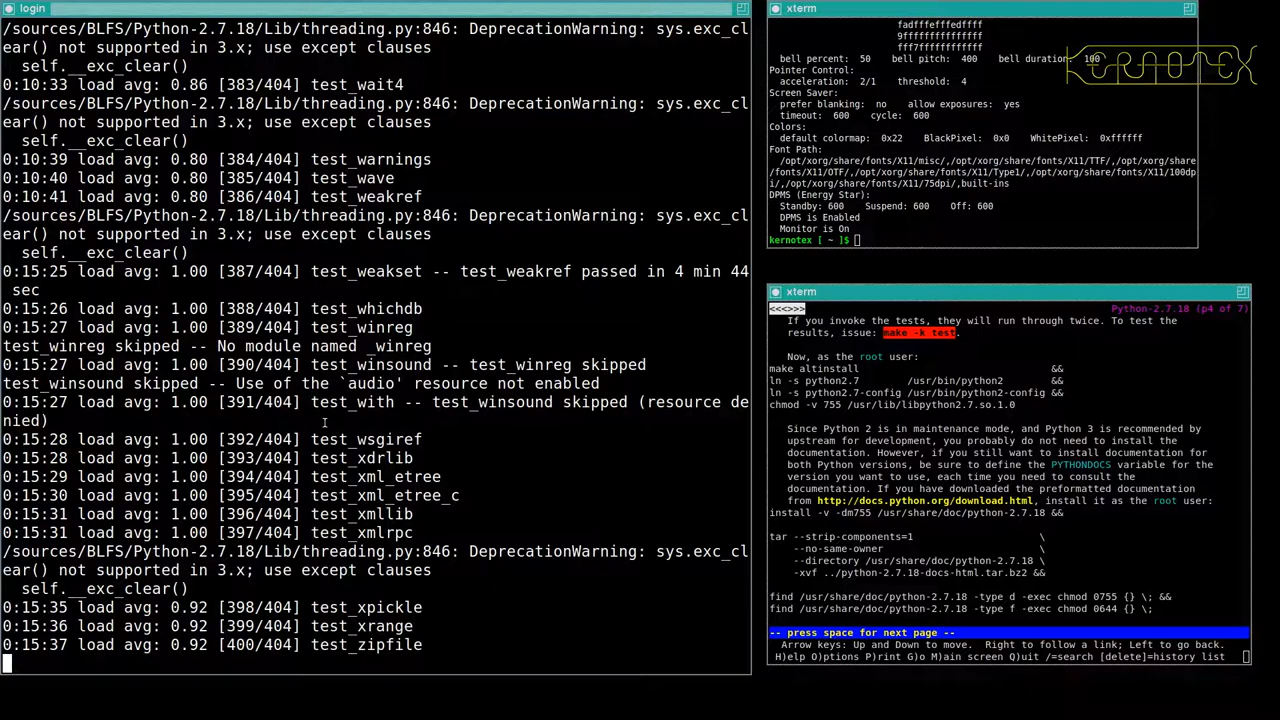 login
/sources/BLFS/Python-2.7.18/Lib/threading.py:846: DeprecationWarning: sys.exc_cl
ear() not supported in 3.x; use except clauses
  self.__exc_clear()
0:10:33 load avg: 0.86 [383/404] test_wait4
/sources/BLFS/Python-2.7.18/Lib/threading.py:846: DeprecationWarning: sys.exc_cl
ear() not supported in 3.x; use except clauses
  self.__exc_clear()
0:10:39 load avg: 0.80 [384/404] test_warnings
0:10:40 load avg: 0.80 [385/404] test_wave
0:10:41 load avg: 0.80 [386/404] test_weakref
/sources/BLFS/Python-2.7.18/Lib/threading.py:846: DeprecationWarning: sys.exc_cl
ear() not supported in 3.x; use except clauses
  self.__exc_clear()
0:15:25 load avg: 1.00 [387/404] test_weakset -- test_weakref passed in 4 min 44
 sec
0:15:26 load avg: 1.00 [388/404] test_whichdb
0:15:27 load avg: 1.00 [389/404] test_winreg
test_winreg skipped -- No module named _winreg
0:15:27 load avg: 1.00 [390/404] test_winsound -- test_winreg skipped
test_winsound skipped -- Use of the `audio' resource not enabled
0:15:27 load avg: 1.00 [391/404] test_with -- test_winsound skipped (resource de
nied)
0:15:28 load avg: 1.00 [392/404] test_wsgiref
0:15:28 load avg: 1.00 [393/404] test_xdrlib
0:15:29 load avg: 1.00 [394/404] test_xml_etree
0:15:30 load avg: 1.00 [395/404] test_xml_etree_c
0:15:31 load avg: 1.00 [396/404] test_xmllib
0:15:31 load avg: 1.00 [397/404] test_xmlrpc
/sources/BLFS/Python-2.7.18/Lib/threading.py:846: DeprecationWarning: sys.exc_cl
ear() not supported in 3.x; use except clauses
  self.__exc_clear()
0:15:35 load avg: 0.92 [398/404] test_xpickle
0:15:36 load avg: 0.92 [399/404] test_xrange
0:15:37 load avg: 0.92 [400/404] test_zipfile
xterm
fadfffefffedffff
9fffffffffffffff
fff7ffffffffffff
bell percent:  50    bell pitch:  400    bell duration:  100
Pointer Control:
  acceleration:  2/1    threshold:  4
Screen Saver:
  prefer blanking:  no    allow exposures:  yes
  timeout:  600    cycle:  600
Colors:
  default colormap:  0x22    BlackPixel:  0x0    WhitePixel:  0xffffff
Font Path:
  /opt/xorg/share/fonts/X11/misc/,/opt/xorg/share/fonts/X11/TTF/,/opt/xorg/share
/fonts/X11/OTF/,/opt/xorg/share/fonts/X11/Type1/,/opt/xorg/share/fonts/X11/100dp
i/,/opt/xorg/share/fonts/X11/75dpi/,built-ins
DPMS (Energy Star):
  Standby: 600    Suspend: 600    Off: 600
  DPMS is Enabled
  Monitor is On
kernotex [ ~ ]$
KERNOTEX
xterm
<<<>>>
Python-2.7.18 (p4 of 7)
If you invoke the tests, they will run through twice. To test the
results, issue: make -k test.
Now, as the root user:
make altinstall                                &&
ln -s python2.7        /usr/bin/python2        &&
ln -s python2.7-config /usr/bin/python2-config &&
chmod -v 755 /usr/lib/libpython2.7.so.1.0
Since Python 2 is in maintenance mode, and Python 3 is recommended by
upstream for development, you probably do not need to install the
documentation. However, if you still want to install documentation for
both Python versions, be sure to define the PYTHONDOCS variable for the
version you want to use, each time you need to consult the
documentation. If you have downloaded the preformatted documentation
from http://docs.python.org/download.html, install it as the root user:
install -v -dm755 /usr/share/doc/python-2.7.18 &&
tar --strip-components=1                     \
    --no-same-owner                          \
    --directory /usr/share/doc/python-2.7.18 \
    -xvf ../python-2.7.18-docs-html.tar.bz2 &&
find /usr/share/doc/python-2.7.18 -type d -exec chmod 0755 {} \; &&
find /usr/share/doc/python-2.7.18 -type f -exec chmod 0644 {} \;
-- press space for next page --
Arrow keys: Up and Down to move.  Right to follow a link; Left to go back.
H)elp O)ptions P)rint G)o M)ain screen Q)uit /=search [delete]=history list